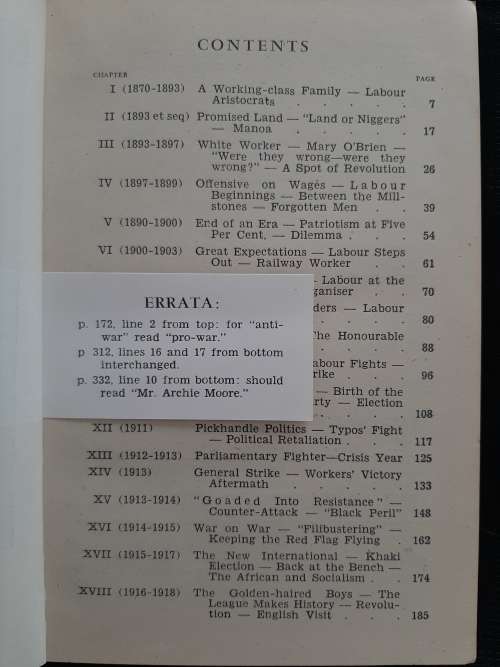 CONTENTS
CHAPTER PAGE
I (1870-1893) A Working-class Family — Labour
Aristocrats . . . . . 7
II (1893 et seq) Promised Land — "Land or Niggers"
— Manoa . . . . . 17
III (1893-1897) White Worker — Mary O'Brien —
"Were they wrong—were they
wrong?" — A Spot of Revolution 26
IV (1897-1899) Offensive on Wages — Labour
Beginnings — Between the Mill-
stones — Forgotten Men . . 39
V (1890-1900) End of an Era — Patriotism at Five
Per Cent. — Dilemma . . . 54
VI (1900-1903) Great Expectations — Labour Steps
Out — Railway Worker . . 61
Labour at the
ganiser . . 70
ders — Labour
. . . . 80
The Honourable
. . . . 88
abour Fights —
rike . . . 96
— Birth of the
rty — Election
. . . . 108
ERRATA:
p. 172, line 2 from top: for "anti-
war" read "pro-war."
p 312, lines 16 and 17 from bottom
interchanged.
p. 332, line 10 from bottom: should
read "Mr. Archie Moore."
XII (1911) Pickhandle Politics — Typos' Fight
— Political Retaliation . . . 117
XIII (1912-1913) Parliamentary Fighter—Crisis Year 125
XIV (1913) General Strike — Workers' Victory
Aftermath . . . . . 133
XV (1913-1914) "Goaded Into Resistance" —
Counter-Attack — "Black Peril" 148
XVI (1914-1915) War on War — "Filibustering" —
Keeping the Red Flag Flying . 162
XVII (1915-1917) The New International — Khaki
Election — Back at the Bench —
The African and Socialism . . 174
XVIII (1916-1918) The Golden-haired Boys — The
League Makes History — Revolu-
tion — English Visit . . . 185